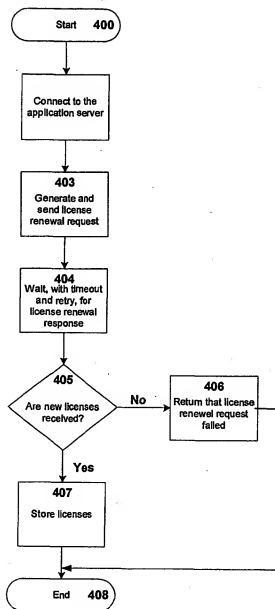 Start 400
Connect to the
application server
403
Generate and
send license
renewal request
404
Wait, with timeout
and retry, for
license renewal
response
405
Are new licenses
received?
No
406
Return that license
renewel request
failed
Yes
407
Store licenses
End 408